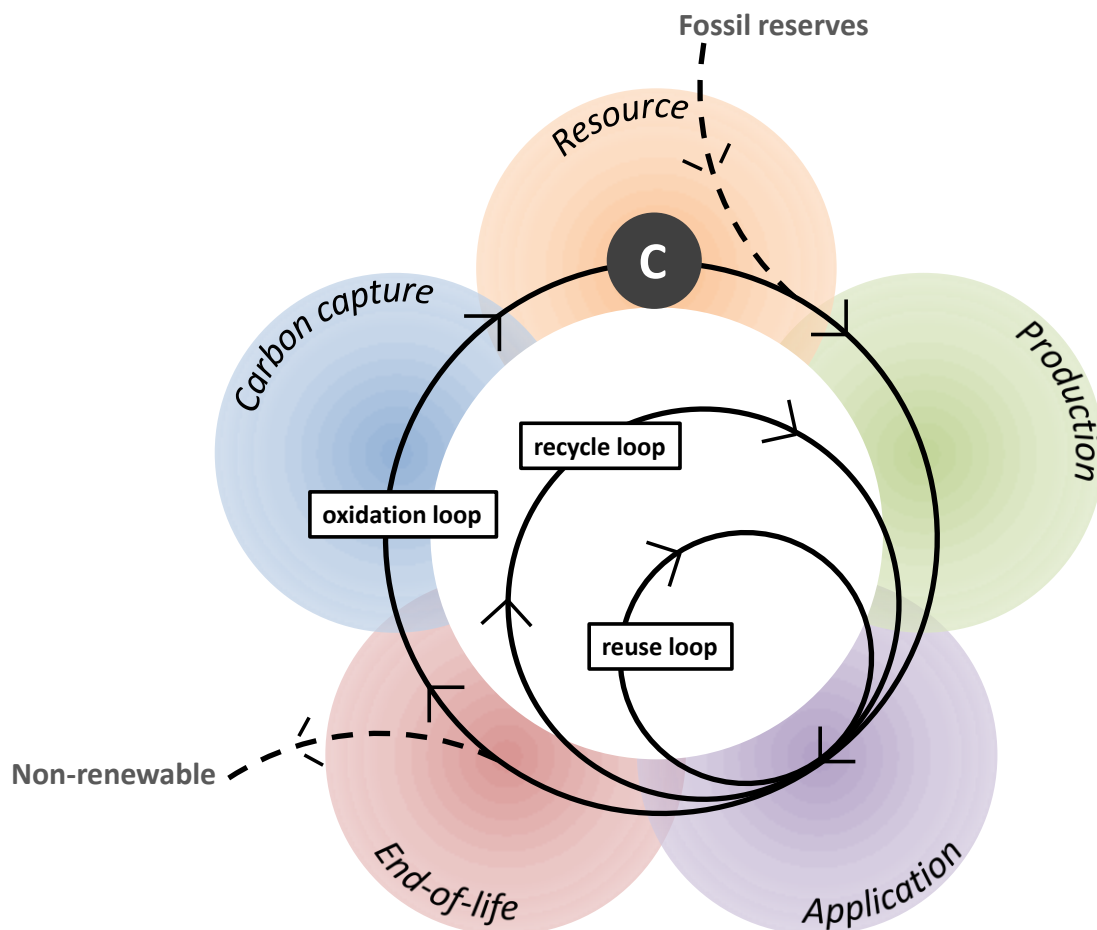 Fossil reserves
Resource
C
Carbon capture
Production
recycle loop
oxidation loop
reuse loop
Non-renewable
End-of-life
Application